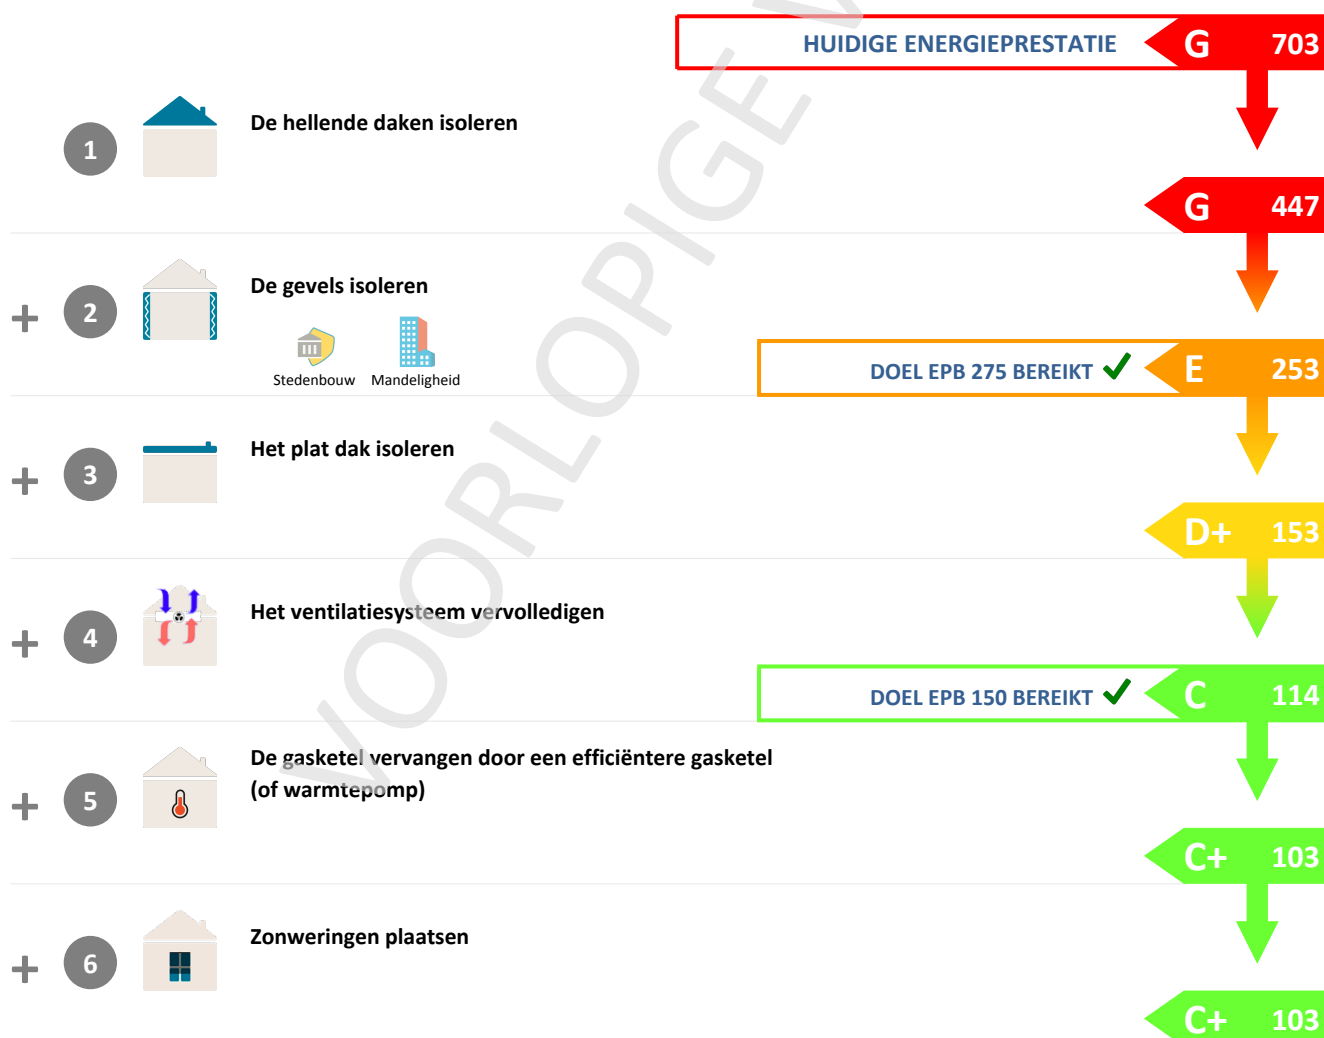 HUIDIGE ENERGIEPRESTATIE G 703
1 De hellende daken isoleren
G 447
+ 2 De gevels isoleren
Stedenbouw Mandeligheid
DOEL EPB 275 BEREIKT E 253
+ 3 Het plat dak isoleren
D+ 153
+ 4 Het ventilatiesysteem vervolledigen
DOEL EPB 150 BEREIKT C 114
+ 5 De gasketel vervangen door een efficiëntere gasketel
(of warmtepomp)
C+ 103
+ 6 Zonweringen plaatsen
C+ 103
VOORLOPIGE